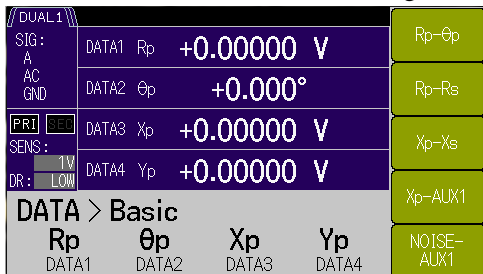 DUAL1
SIG:
A
AC
GND
PRI SEC
SENS:
1V
DR: LOW
DATA1 Rp +0.00000 V
DATA2 θp +0.000°
DATA3 Xp +0.00000 V
DATA4 Yp +0.00000 V
DATA > Basic
Rp θp Xp Yp
DATA1 DATA2 DATA3 DATA4
Rp-θp
Rp-Rs
Xp-Xs
Xp-AUX1
NOISE-
AUX1